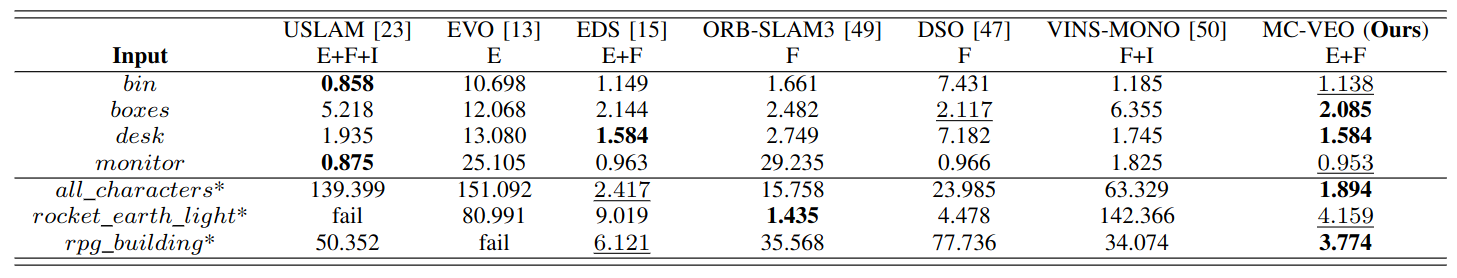 USLAM [23] EVO [13] EDS [15] ORB-SLAM3 [49] DSO [47] VINS-MONO [50] MC-VEO (Ours)
Input E+F+I E E+F F F F+I E+F
bin 0.858 10.698 1.149 1.661 7.431 1.185 1.138
boxes 5.218 12.068 2.144 2.482 2.117 6.355 2.085
desk 1.935 13.080 1.584 2.749 7.182 1.745 1.584
monitor 0.875 25.105 0.963 29.235 0.966 1.825 0.953
all_characters* 139.399 151.092 2.417 15.758 23.985 63.329 1.894
rocket_earth_light* fail 80.991 9.019 1.435 4.478 142.366 4.159
rpg_building* 50.352 fail 6.121 35.568 77.736 34.074 3.774